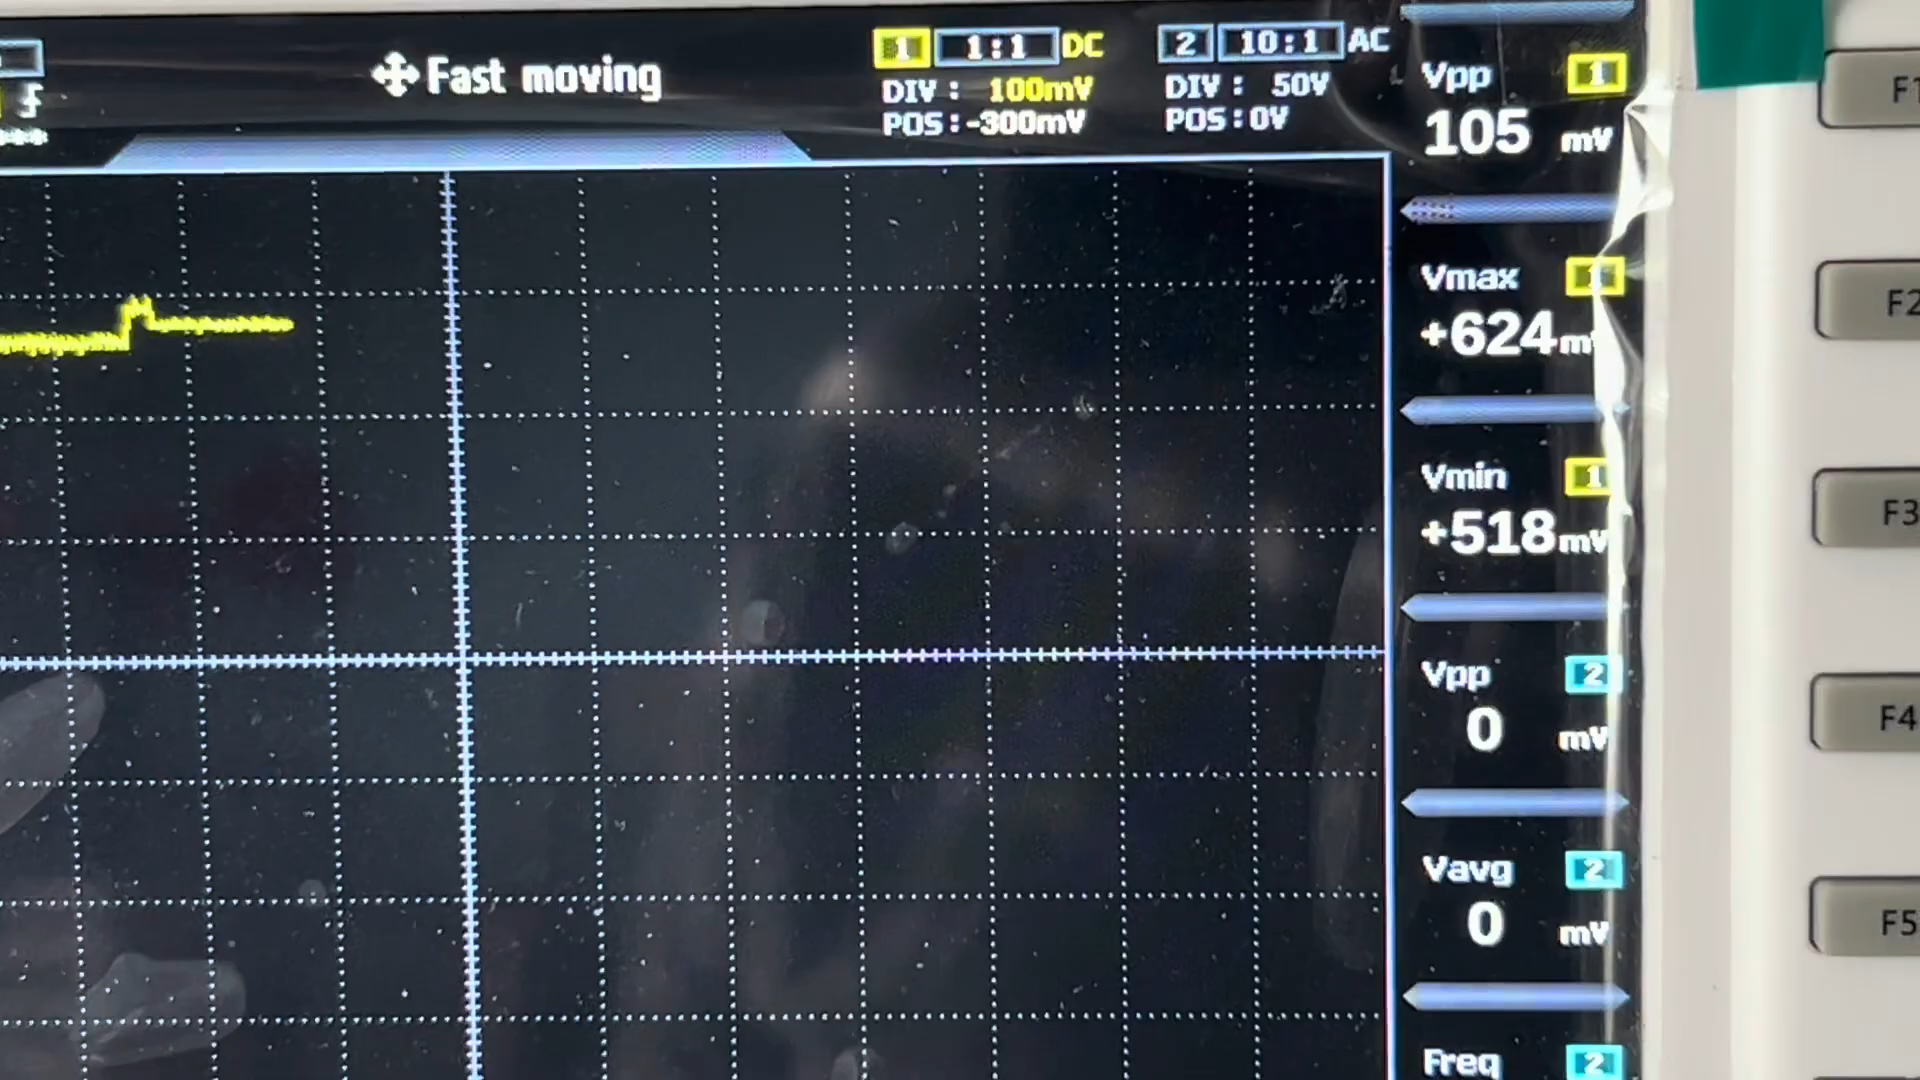 Fast moving
1 1:1 DC
DIV: 100mV
POS:-300mV
2 10:1 AC
DIV: 50V
POS:0V
Vpp 1
105 mV
Vmax 1
+624m
Vmin 1
+518mV
Vpp 2
0 mV
Vavg 2
0 mV
Freq 2
F1
F2
F3
F4
F5